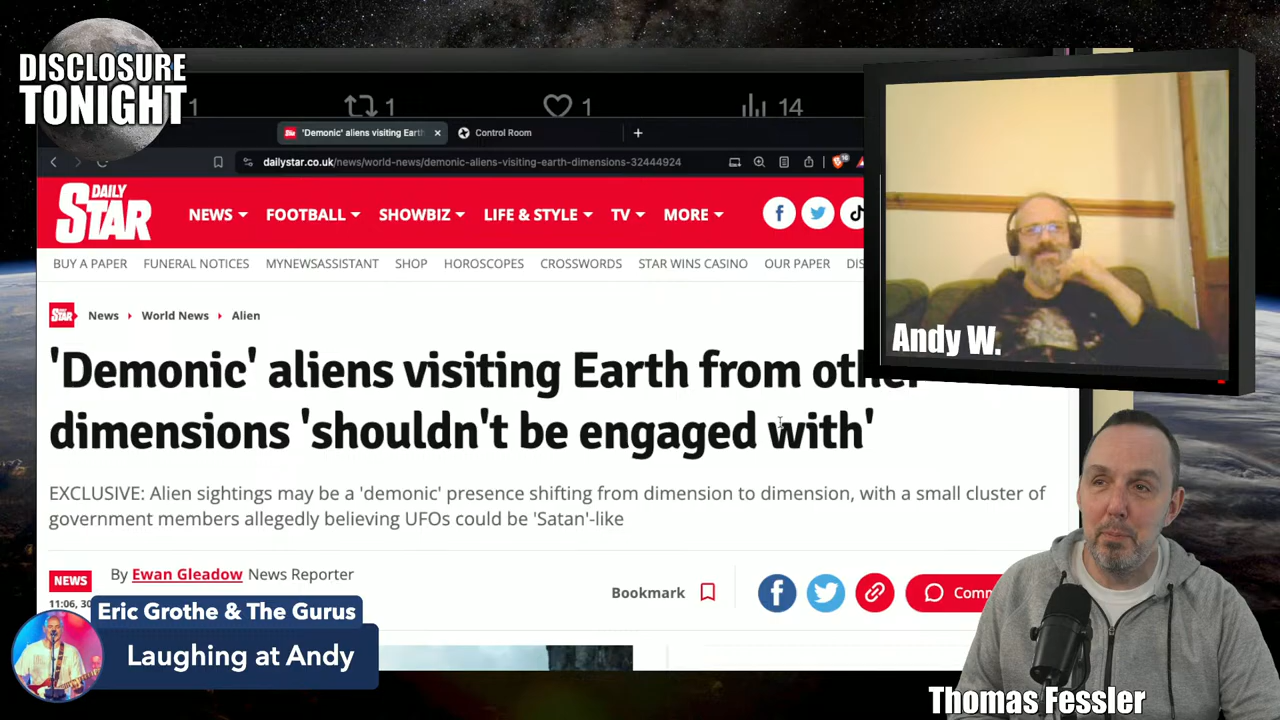 DISCLOSURE
TONIGHT
1
1
1
14
'Demonic' aliens visiting Earth
Control Room
dailystar.co.uk/news/world-news/demonic-aliens-visiting-earth-dimensions-32444924
DAILY
STAR
NEWS
FOOTBALL
SHOWBIZ
LIFE & STYLE
TV
MORE
BUY A PAPER
FUNERAL NOTICES
MYNEWSASSISTANT
SHOP
HOROSCOPES
CROSSWORDS
STAR WINS CASINO
OUR PAPER
DIS
News
World News
Alien
Andy W.
'Demonic' aliens visiting Earth from other
dimensions 'shouldn't be engaged with'
EXCLUSIVE: Alien sightings may be a 'demonic' presence shifting from dimension to dimension, with a small cluster of
government members allegedly believing UFOs could be 'Satan'-like
NEWS
By Ewan Gleadow News Reporter
11:06, 30
Bookmark
Comm
Eric Grothe & The Gurus
Laughing at Andy
Thomas Fessler